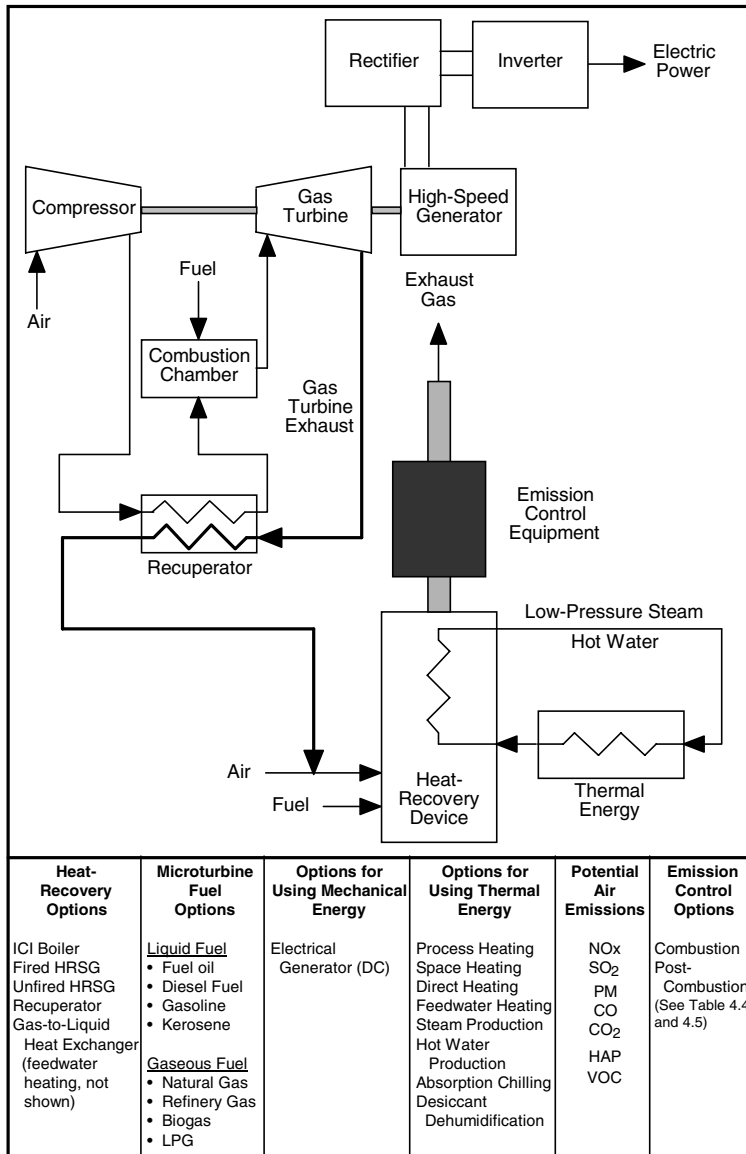 Rectifier
Inverter
Electric
Power
Compressor
Gas
Turbine
High-Speed
Generator
Air
Fuel
Exhaust
Gas
Combustion
Chamber
Gas
Turbine
Exhaust
Emission
Control
Equipment
Recuperator
Low-Pressure Steam
Hot Water
Air
Fuel
Heat-
Recovery
Device
Thermal
Energy
Heat-
Recovery
Options
ICI Boiler
Fired HRSG
Unfired HRSG
Recuperator
Gas-to-Liquid
Heat Exchanger
(feedwater
heating, not
shown)
Microturbine
Fuel
Options
Liquid Fuel
• Fuel oil
• Diesel Fuel
• Gasoline
• Kerosene
Gaseous Fuel
• Natural Gas
• Refinery Gas
• Biogas
• LPG
Options for
Using Mechanical
Energy
Electrical
Generator (DC)
Options for
Using Thermal
Energy
Process Heating
Space Heating
Direct Heating
Feedwater Heating
Steam Production
Hot Water
Production
Absorption Chilling
Desiccant
Dehumidification
Potential
Air
Emissions
NOx
SO2
PM
CO
CO2
HAP
VOC
Emission
Control
Options
Combustion
Post-
Combustion
(See Table 4.4
and 4.5)